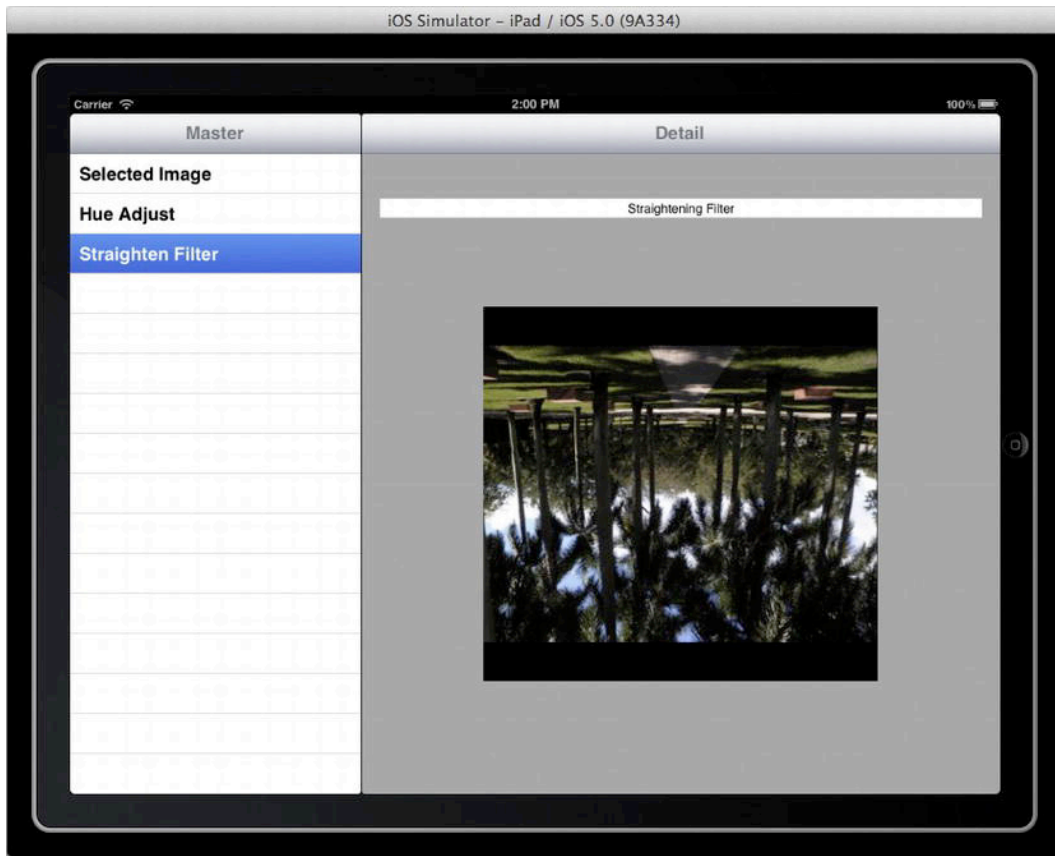 iOS Simulator – iPad / iOS 5.0 (9A334)
Carrier 2:00 PM 100%
Master Detail
Selected Image
Hue Adjust
Straighten Filter
Straightening Filter